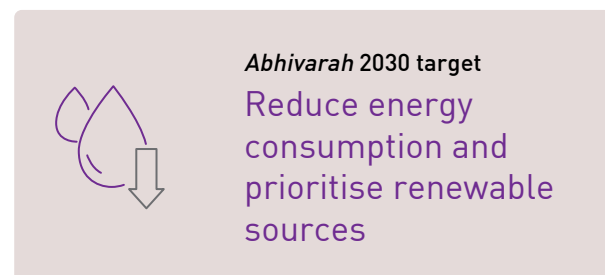 Abhivarah 2030 target
Reduce energy
consumption and
prioritise renewable
sources